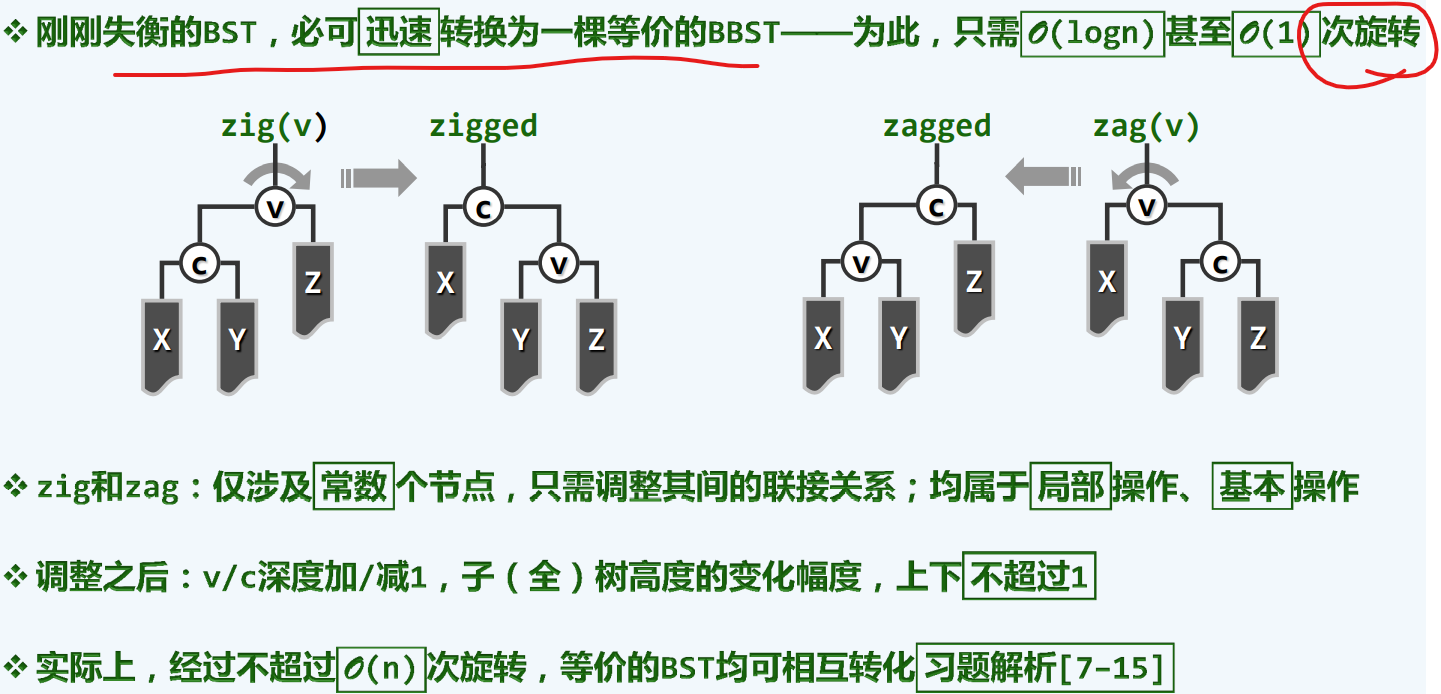 ❖ 刚刚失衡的BST，必可迅速转换为一棵等价的BBST——为此，只需O(logn)甚至O(1)次旋转
zig(v) zigged zagged zag(v)
v c c v
c Z X v v Z X c
X Y Y Z X Y Y Z
❖ zig和zag：仅涉及常数个节点，只需调整其间的联接关系；均属于局部操作、基本操作
❖ 调整之后：v/c深度加/减1，子（全）树高度的变化幅度，上下不超过1
❖ 实际上，经过不超过O(n)次旋转，等价的BST均可相互转化 习题解析[7-15]